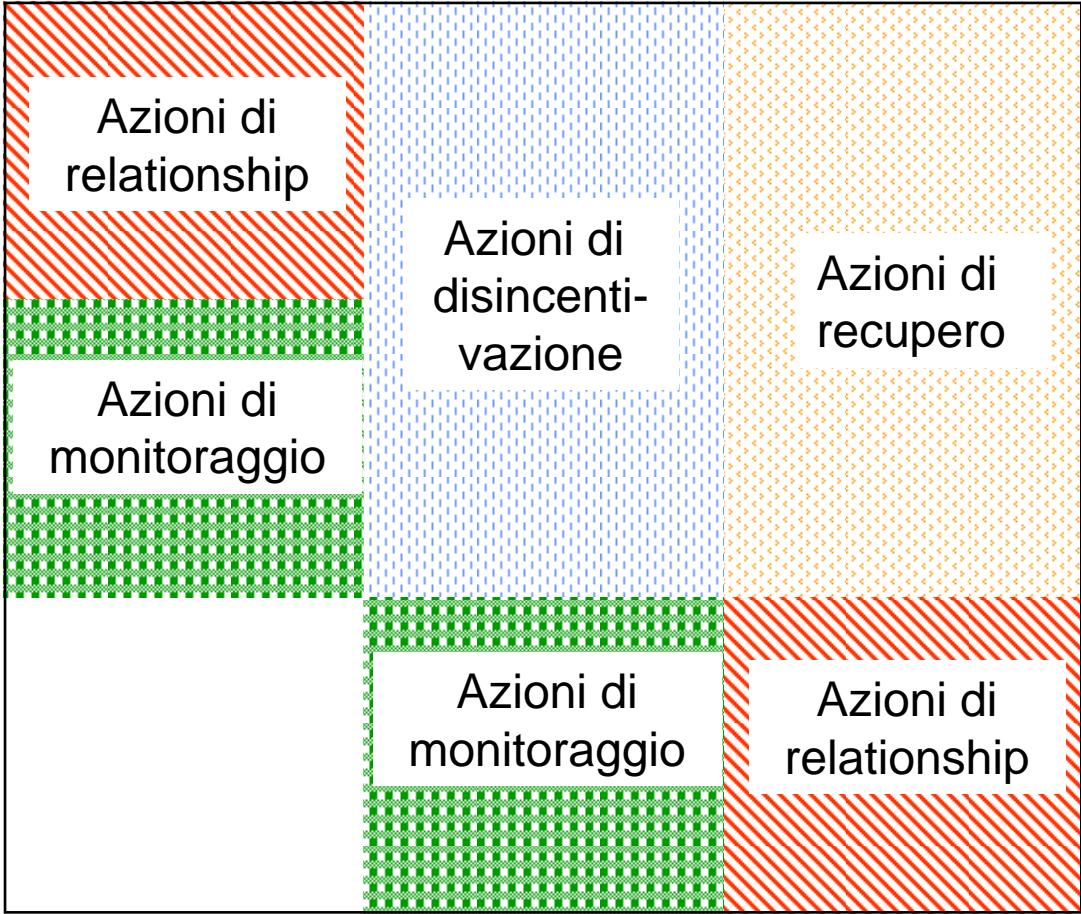 Azioni di
relationship
Azioni di
disincenti-
vazione
Azioni di
recupero
Azioni di
monitoraggio
Azioni di
monitoraggio
Azioni di
relationship